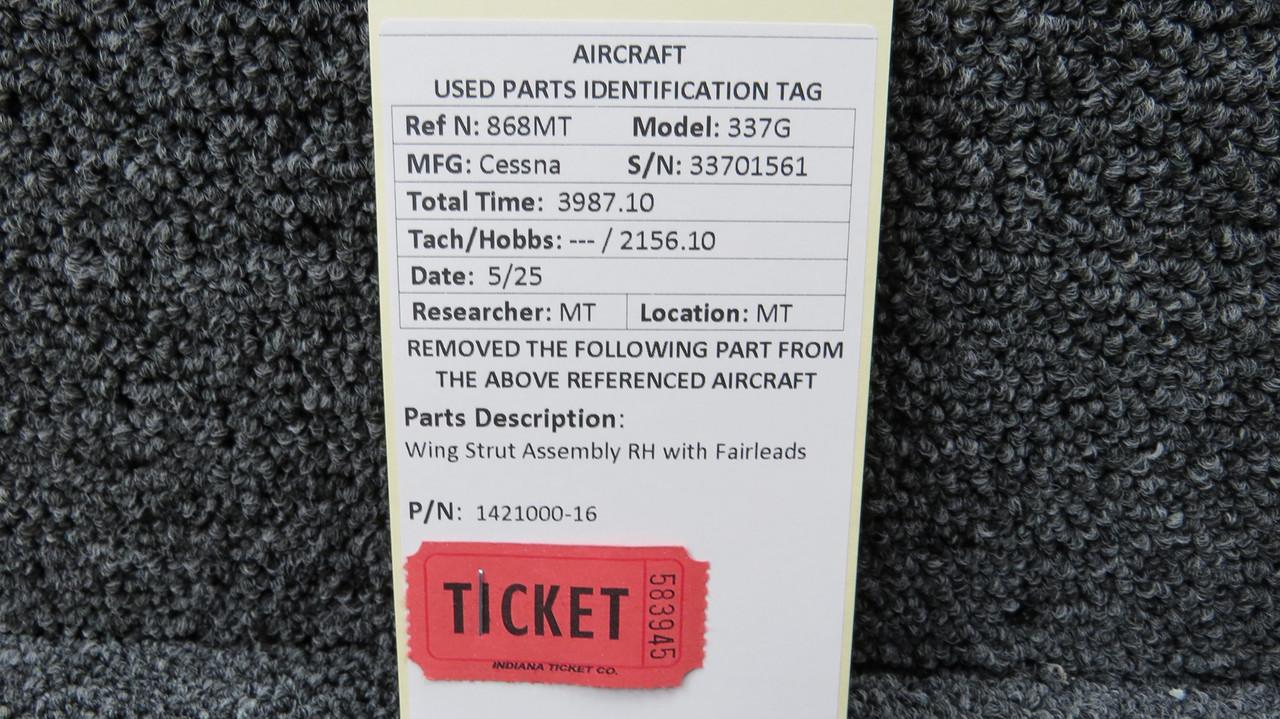 AIRCRAFT
USED PARTS IDENTIFICATION TAG
Ref N: 868MT Model: 337G
MFG: Cessna S/N: 33701561
Total Time: 3987.10
Tach/Hobbs: --- / 2156.10
Date: 5/25
Researcher: MT Location: MT
REMOVED THE FOLLOWING PART FROM
THE ABOVE REFERENCED AIRCRAFT
Parts Description:
Wing Strut Assembly RH with Fairleads
P/N: 1421000-16
TICKET
583945
INDIANA TICKET CO.